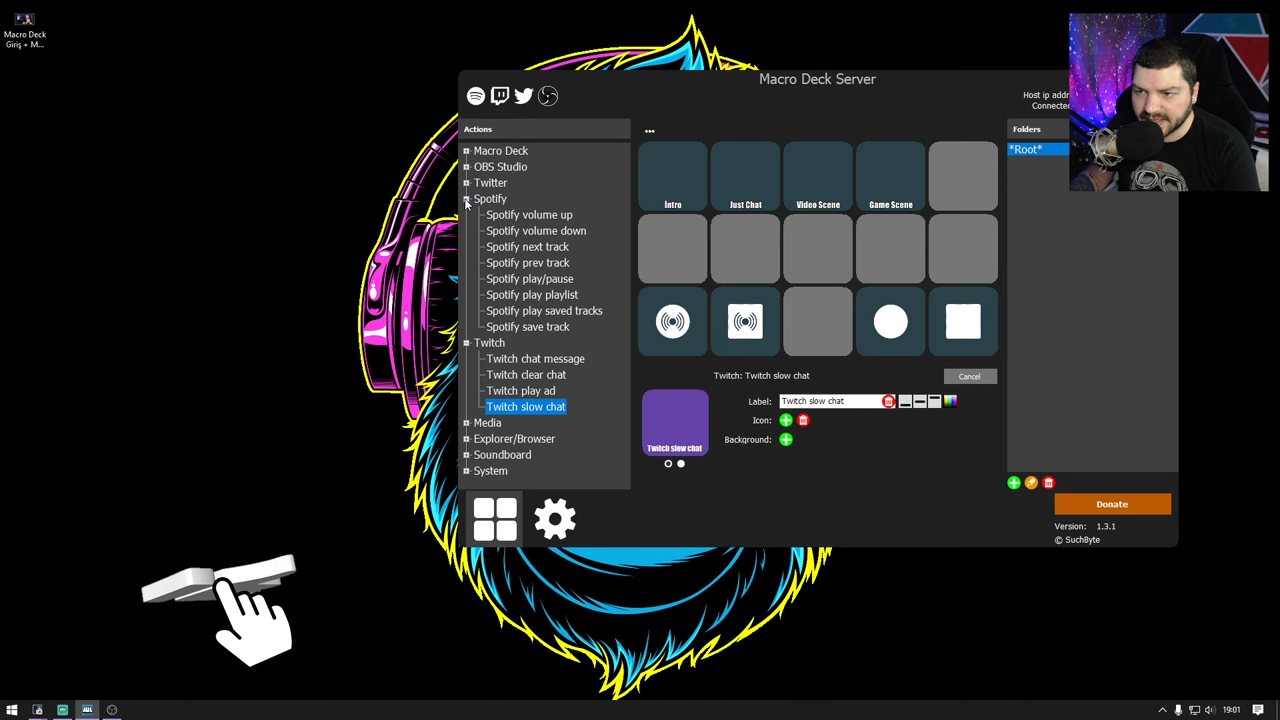 Macro Deck
Giriş + M...
Macro Deck Server
Host ip addr
Connected
Actions
...
Folders
Macro Deck
OBS Studio
Twitter
Spotify
Spotify volume up
Spotify volume down
Spotify next track
Spotify prev track
Spotify play/pause
Spotify play playlist
Spotify play saved tracks
Spotify save track
Twitch
Twitch chat message
Twitch clear chat
Twitch play ad
Twitch slow chat
Media
Explorer/Browser
Soundboard
System
Intro
Just Chat
Video Scene
Game Scene
*Root*
Twitch: Twitch slow chat
Cancel
Label:
Twitch slow chat
Icon:
Background:
Twitch slow chat
Donate
Version: 1.3.1
© SuchByte
19:01